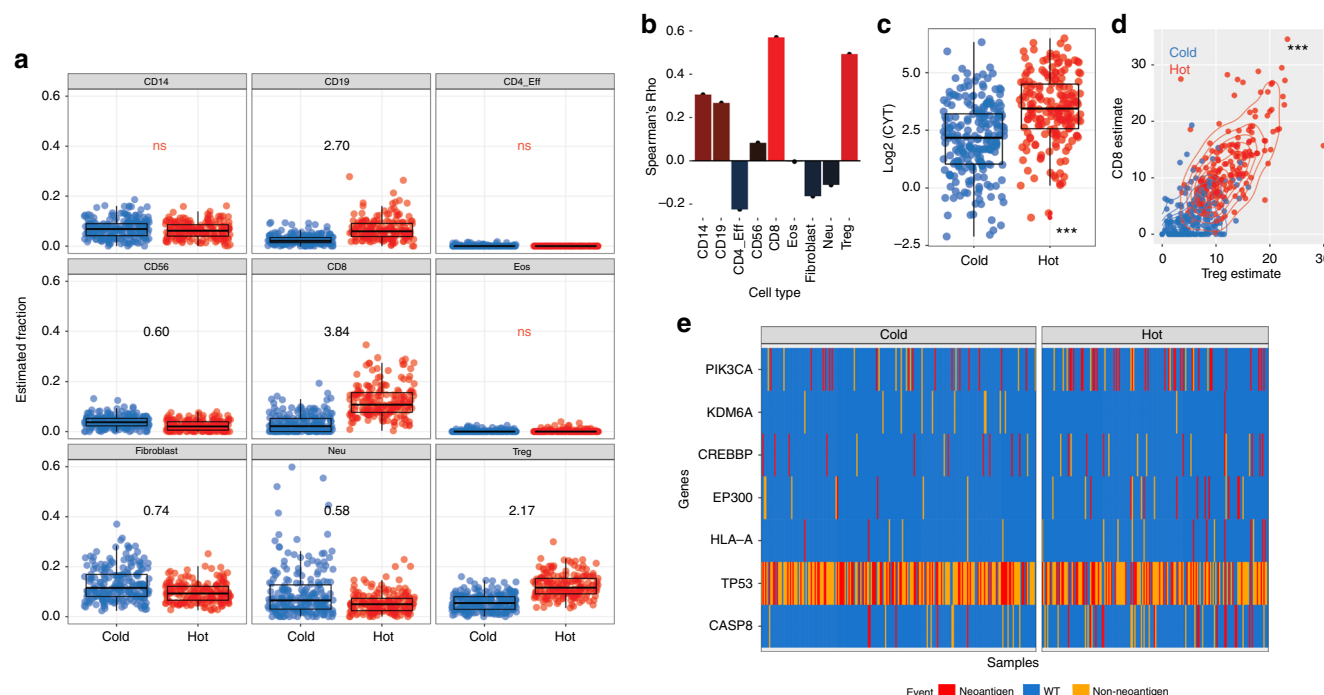 a
Estimated fraction
CD14
CD19
CD4_Eff
0.6
0.4
0.2
0.0
ns
2.70
ns
CD56
CD8
Eos
0.6
0.4
0.2
0.0
0.60
3.84
ns
Fibroblast
Neu
Treg
0.6
0.4
0.2
0.0
0.74
0.58
2.17
Cold
Hot
Cold
Hot
Cold
Hot
b
Spearman's Rho
0.6
0.4
0.2
0.0
−0.2
CD14
CD19
CD4_Eff
CD56
CD8
Eos
Fibroblast
Neu
Treg
Cell type
c
Log2 (CYT)
5.0
2.5
0.0
−2.5
***
Cold
Hot
d
CD8 estimate
30
20
10
0
Cold
Hot
***
0
10
20
30
Treg estimate
e
Cold
Hot
Genes
PIK3CA
KDM6A
CREBBP
EP300
HLA−A
TP53
CASP8
Samples
Event Neoantigen WT Non-neoantigen